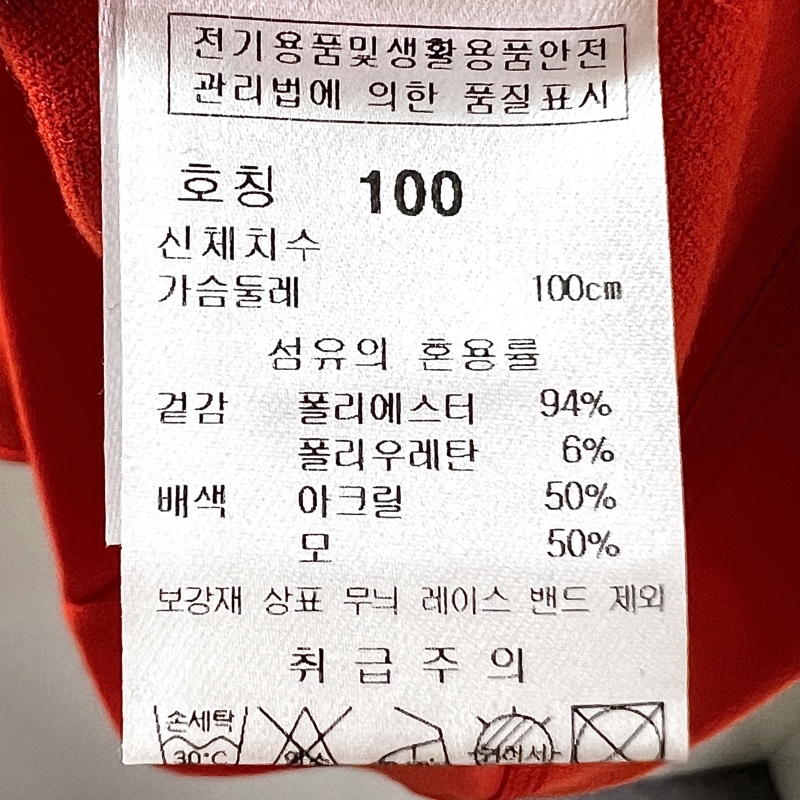 전기용품및생활용품안전
관리법에 의한 품질표시
호칭 100
신체치수
가슴둘레 100cm
섬유의 혼용률
겉감 폴리에스터 94%
폴리우레탄 6%
배색 아크릴 50%
모 50%
보강재 상표 무늬 레이스 밴드 제외
취급주의
손세탁
30℃